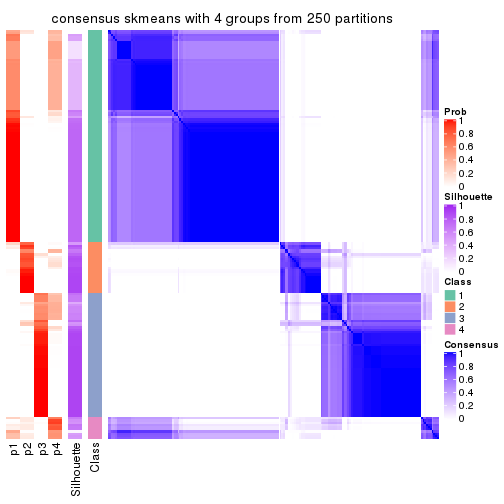 consensus skmeans with 4 groups from 250 partitions
Prob
1
0.8
0.6
0.4
0.2
0
Silhouette
1
0.8
0.6
0.4
0.2
0
Class
1
2
3
4
Consensus
1
0.8
0.6
0.4
0.2
0
p1
p2
p3
p4
Silhouette
Class